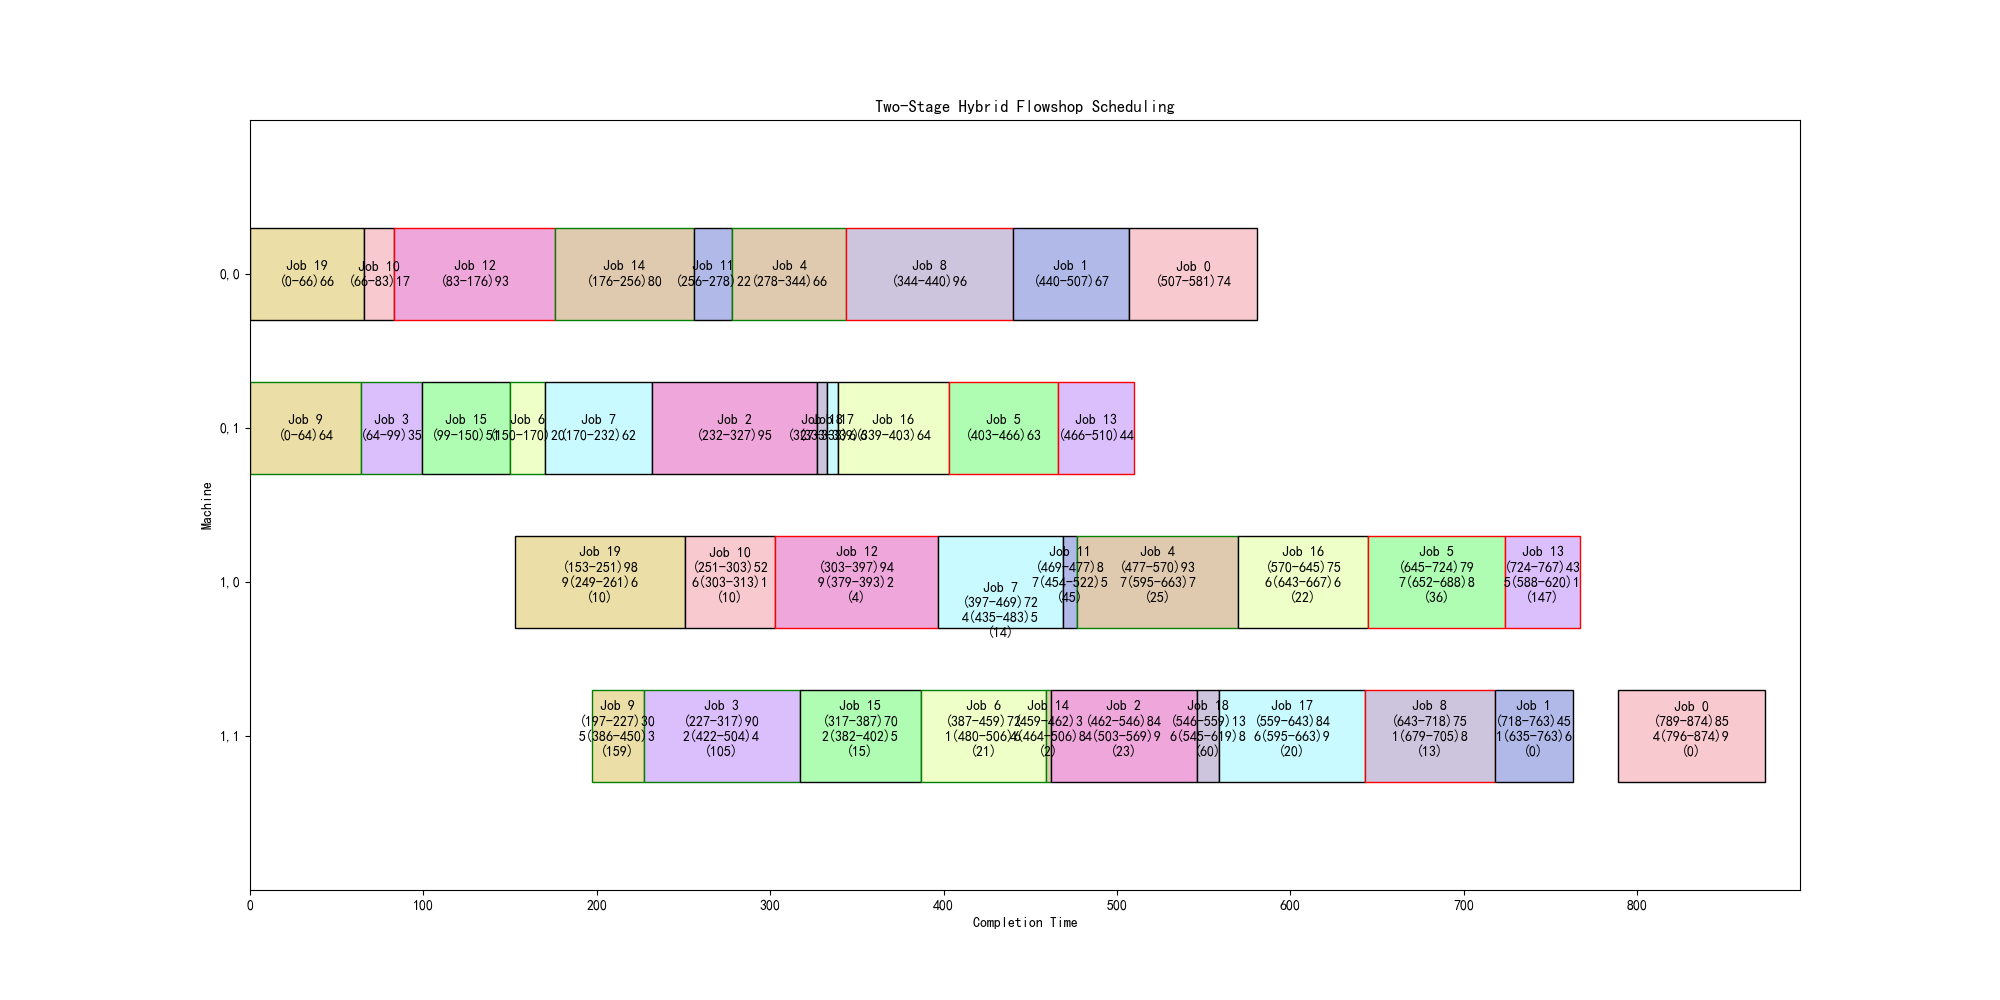 Two-Stage Hybrid Flowshop Scheduling
Machine
0,0
Job 19
(0-66)66
Job 10
(66-83)17
Job 12
(83-176)93
Job 14
(176-256)80
Job 11
(256-278)22
Job 4
(278-344)66
Job 8
(344-440)96
Job 1
(440-507)67
Job 0
(507-581)74
0,1
Job 9
(0-64)64
Job 3
(64-99)35
Job 15
(99-150)51
Job 6
(150-170)20
Job 7
(170-232)62
Job 2
(232-327)95
Job 16
(339-403)64
Job 5
(403-466)63
Job 13
(466-510)44
1,0
Job 19
(153-251)98
9(249-261)6
(10)
Job 10
(251-303)52
6(303-313)1
(10)
Job 12
(303-397)94
9(379-393)2
(4)
Job 7
(397-469)72
4(435-483)5
(14)
Job 11
(469-477)8
7(454-522)5
(45)
Job 4
(477-570)93
7(595-663)7
(25)
Job 16
(570-645)75
6(643-667)6
(22)
Job 5
(645-724)79
7(652-688)8
(36)
Job 13
(724-767)43
5(588-620)1
(147)
1,1
Job 9
(197-227)30
5(386-450)3
(159)
Job 3
(227-317)90
2(422-504)4
(105)
Job 15
(317-387)70
2(382-402)5
(15)
Job 6
(387-459)72
1(480-506)6
(21)
Job 14
(459-462)3
4(464-506)8
(2)
Job 2
(462-546)84
4(503-569)9
(23)
Job 18
(546-559)13
6(545-619)8
(60)
Job 17
(559-643)84
6(595-663)9
(20)
Job 8
(643-718)75
1(679-705)8
(13)
Job 1
(718-763)45
1(635-763)6
(0)
Job 0
(789-874)85
4(796-874)9
(0)
0 100 200 300 400 500 600 700 800
Completion Time